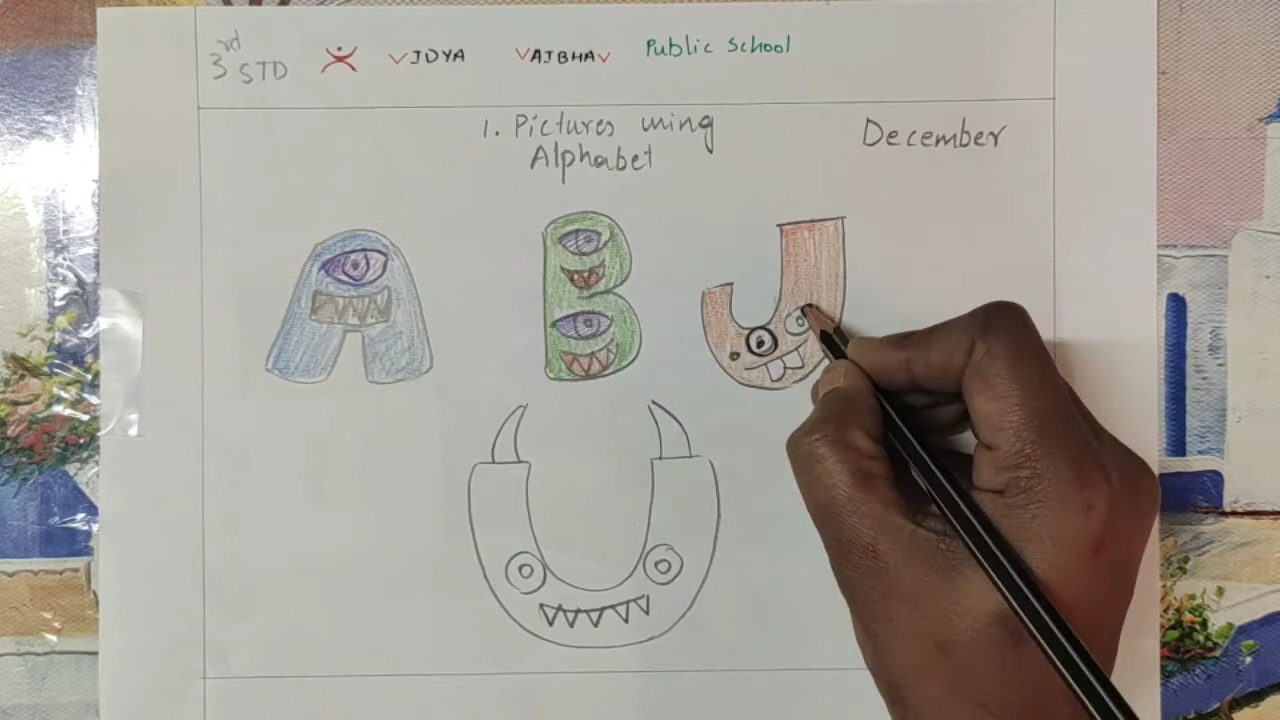 3rd STD VIDYA VAIBHAV Public School
1. Pictures using December
Alphabet
A B J
U